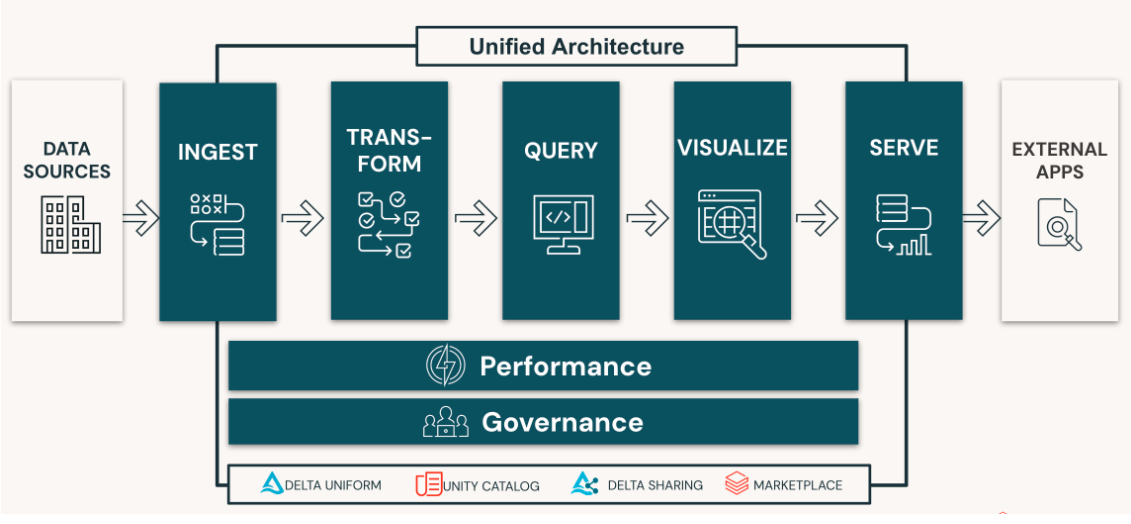 Unified Architecture
DATA
SOURCES
INGEST
TRANS-
FORM
QUERY
VISUALIZE
SERVE
EXTERNAL
APPS
</>
Performance
Governance
DELTA UNIFORM
UNITY CATALOG
DELTA SHARING
MARKETPLACE